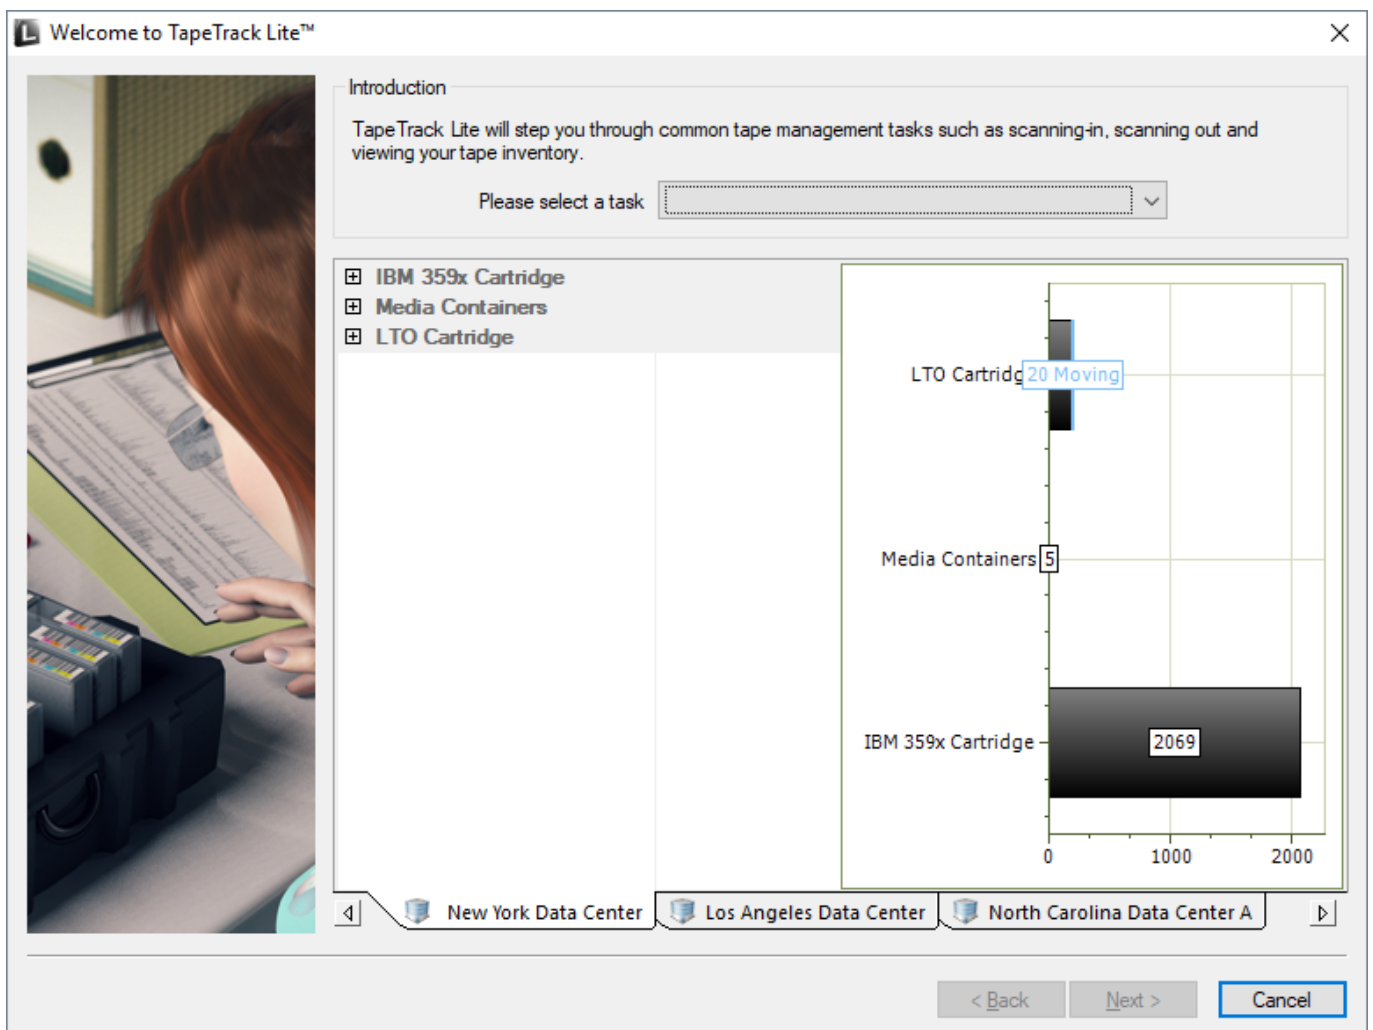 L Welcome to TapeTrack Lite™
Introduction
TapeTrack Lite will step you through common tape management tasks such as scanning-in, scanning out and
viewing your tape inventory.
Please select a task
IBM 359x Cartridge
Media Containers
LTO Cartridge
LTO Cartridg
20 Moving
Media Containers
5
IBM 359x Cartridge
2069
0 1000 2000
New York Data Center
Los Angeles Data Center
North Carolina Data Center A
< Back
Next >
Cancel